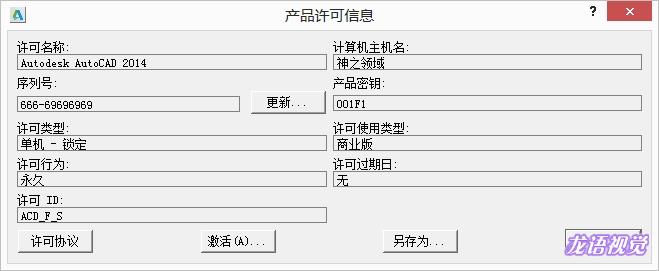 产品许可信息
?
许可名称:
计算机主机名:
Autodesk AutoCAD 2014
神之领域
序列号:
产品密钥:
666-69696969
更新...
001F1
许可类型:
许可使用类型:
单机 - 锁定
商业版
许可行为:
许可过期日:
永久
无
许可 ID:
ACD_F_S
许可协议
激活(A)...
另存为...
龙语视觉